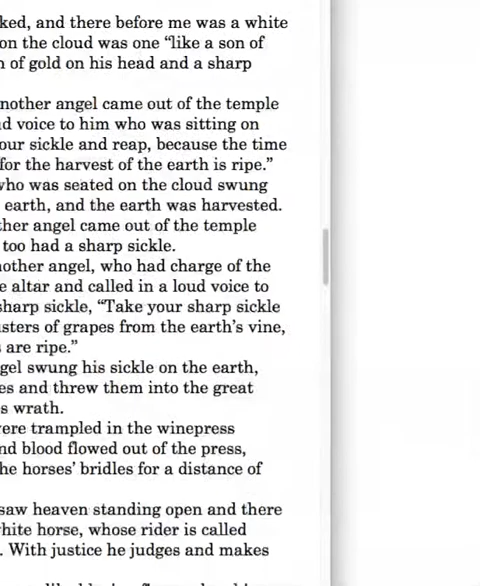 ked, and there before me was a white
on the cloud was one “like a son of
of gold on his head and a sharp
nother angel came out of the temple
d voice to him who was sitting on
our sickle and reap, because the time
for the harvest of the earth is ripe.”
who was seated on the cloud swung
earth, and the earth was harvested.
ther angel came out of the temple
too had a sharp sickle.
nother angel, who had charge of the
e altar and called in a loud voice to
sharp sickle, “Take your sharp sickle
sters of grapes from the earth’s vine,
are ripe.”
gel swung his sickle on the earth,
es and threw them into the great
s wrath.
ere trampled in the winepress
nd blood flowed out of the press,
he horses’ bridles for a distance of
saw heaven standing open and there
hite horse, whose rider is called
. With justice he judges and makes